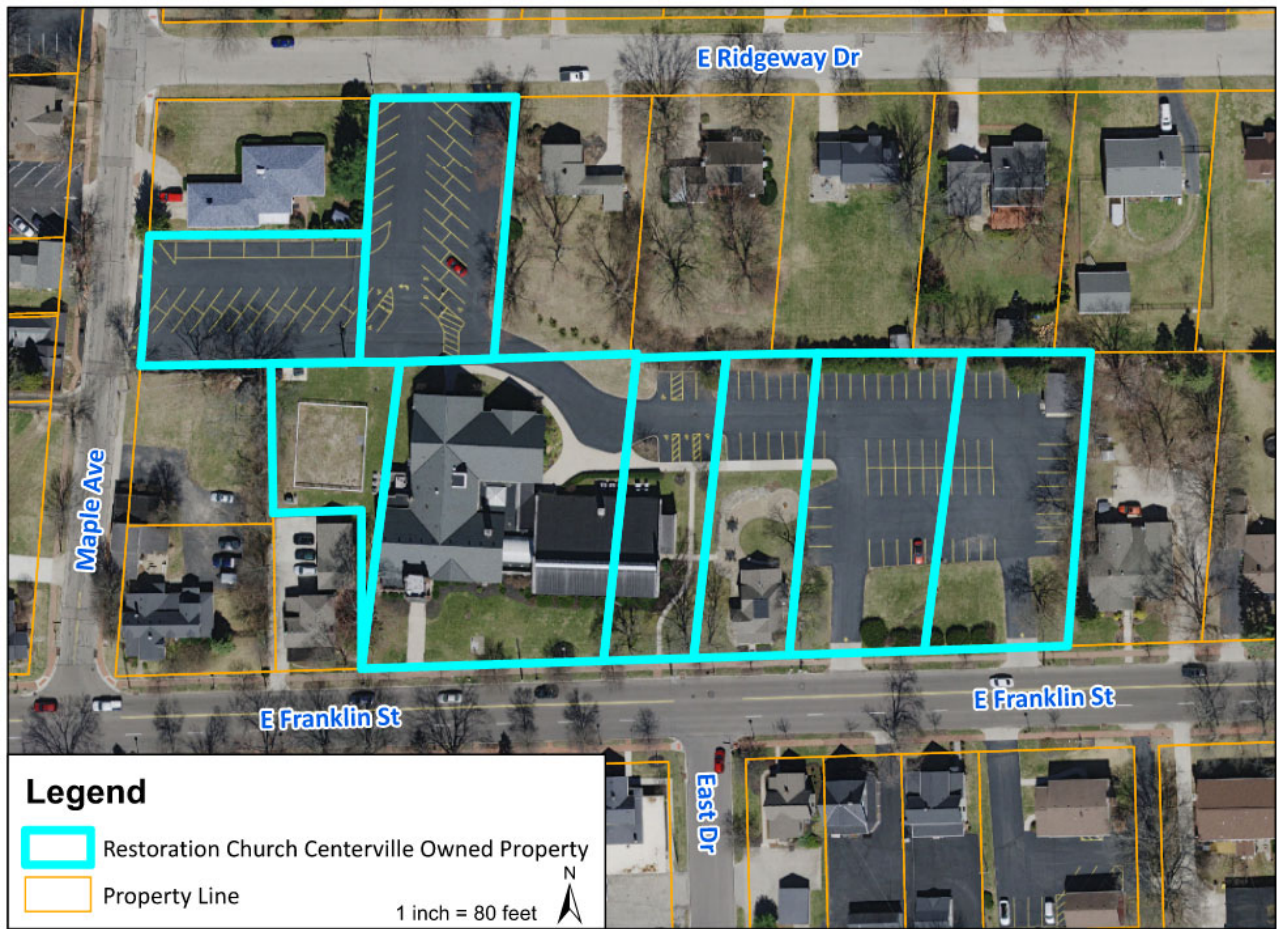 E Ridgeway Dr
Maple Ave
E Franklin St
E Franklin St
East Dr
Legend
Restoration Church Centerville Owned Property
Property Line
1 inch = 80 feet
N